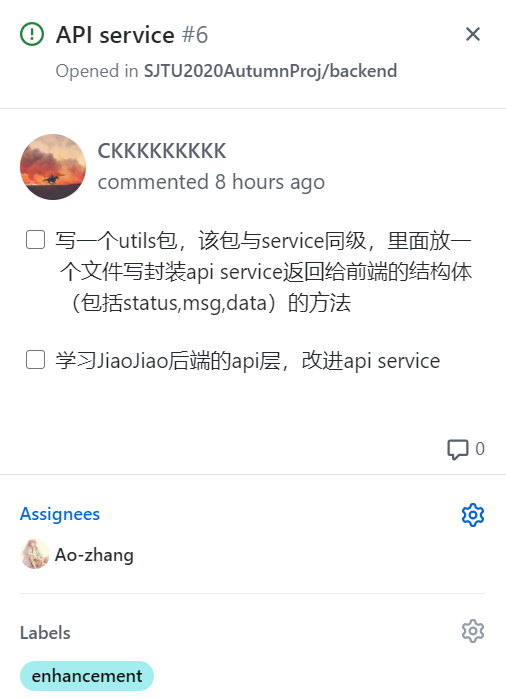 API service #6
Opened in SJTU2020AutumnProj/backend
CKKKKKKKKK
commented 8 hours ago
写一个utils包，该包与service同级，里面放一
个文件写封装api service返回给前端的结构体
（包括status,msg,data）的方法
学习JiaoJiao后端的api层，改进api service
0
Assignees
Ao-zhang
Labels
enhancement